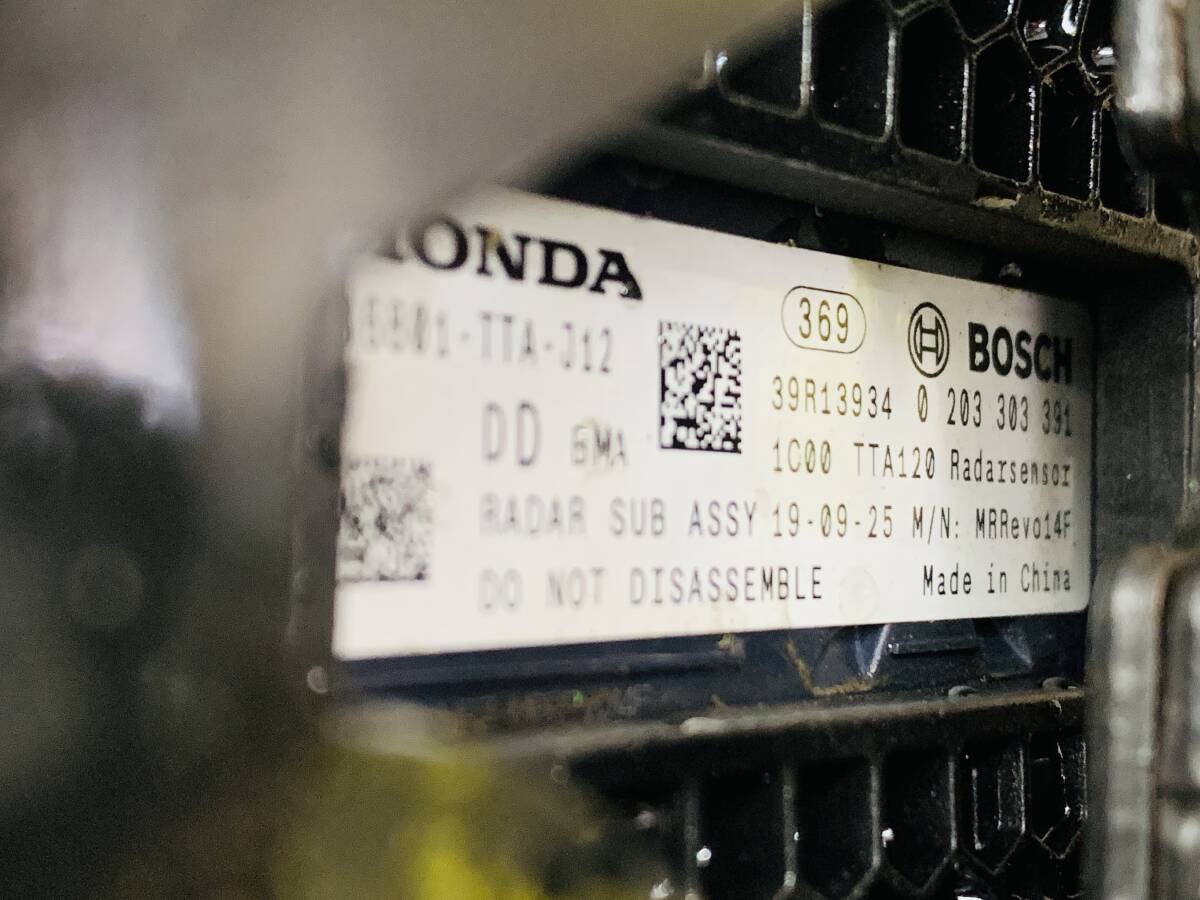 HONDA
6801-TTA-J12
DD 6MA
RADAR SUB ASSY
DO NOT DISASSEMBLE
369
BOSCH
39R13934 0 203 303 391
1C00 TTA120 Radarsensor
19-09-25 M/N: MRRevo14F
Made in China